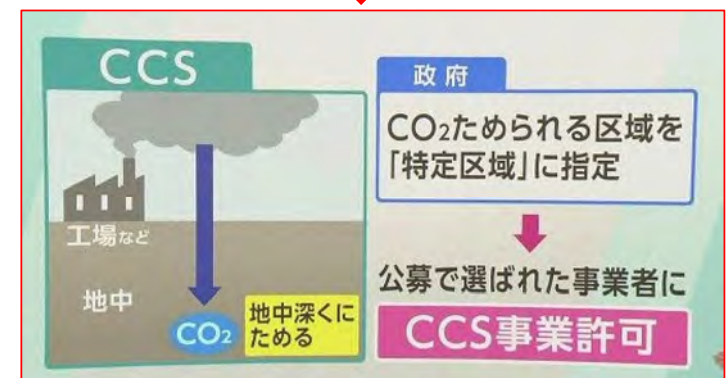 CCS
工場など
地中
CO2
地中深くに
ためる
政府
CO2ためられる区域を
「特定区域」に指定
公募で選ばれた事業者に
CCS事業許可